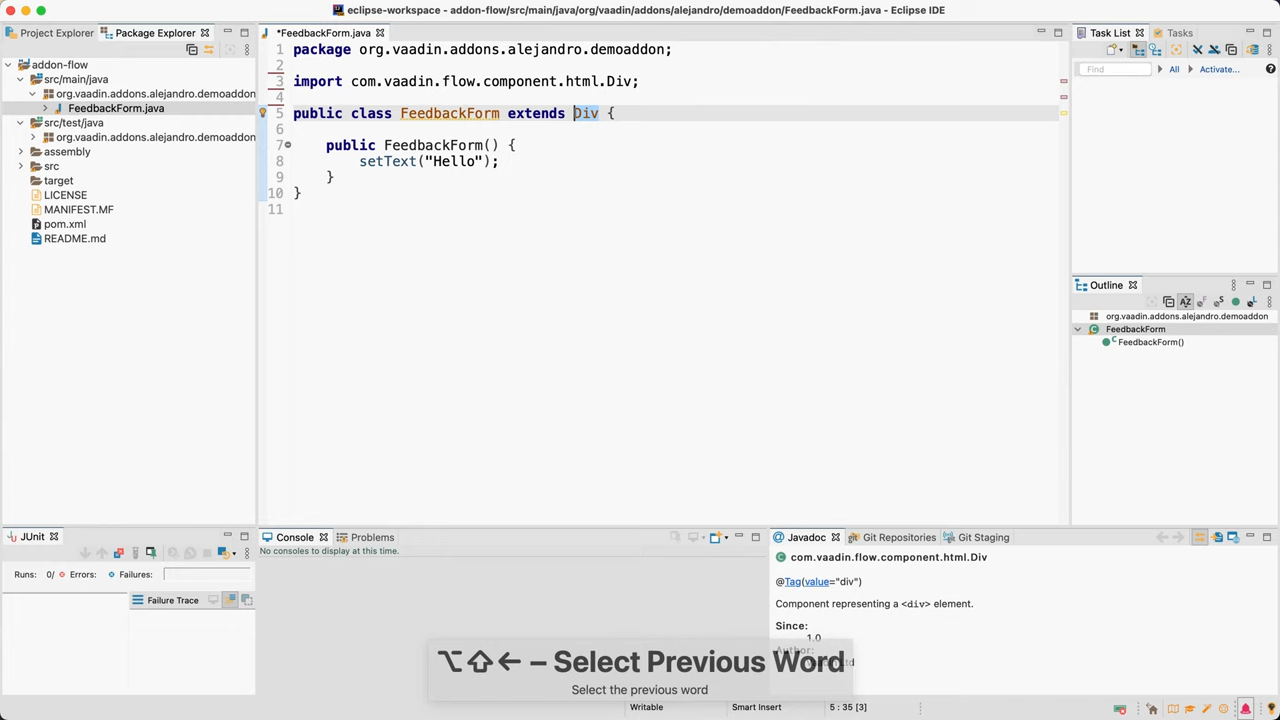 eclipse-workspace - addon-flow/src/main/java/org/vaadin/addons/alejandro/demoaddon/FeedbackForm.java - Eclipse IDE
Project Explorer
Package Explorer
addon-flow
src/main/java
org.vaadin.addons.alejandro.demoaddon
FeedbackForm.java
src/test/java
org.vaadin.addons.alejandro.demoaddon
assembly
src
target
LICENSE
MANIFEST.MF
pom.xml
README.md
*FeedbackForm.java
1 package org.vaadin.addons.alejandro.demoaddon;
2
3 import com.vaadin.flow.component.html.Div;
4
5 public class FeedbackForm extends Div {
6
7 public FeedbackForm() {
8 setText("Hello");
9 }
10 }
11
Task List
Tasks
Find
All
Activate...
Outline
org.vaadin.addons.alejandro.demoaddon
FeedbackForm
FeedbackForm()
JUnit
Runs: 0/ Errors: Failures:
Failure Trace
Console
Problems
No consoles to display at this time.
Javadoc
Git Repositories
Git Staging
com.vaadin.flow.component.html.Div
@Tag(value="div")
Component representing a <div> element.
Since:
1.0
Author:
⌥⇧← – Select Previous Word
Select the previous word
Writable
Smart Insert
5 : 35 [3]